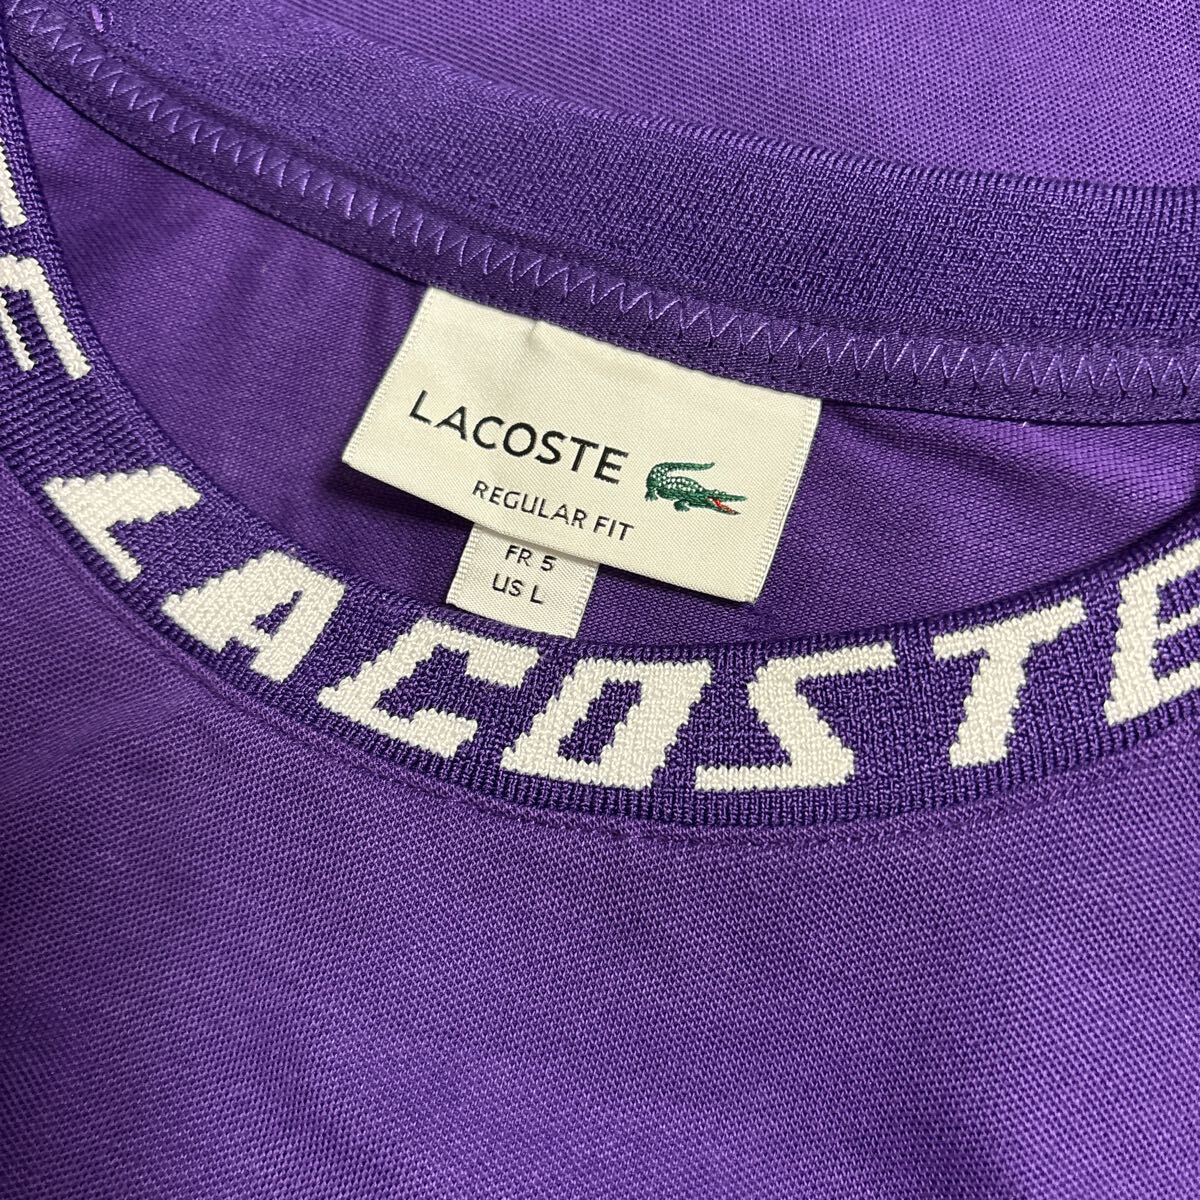 LACOSTE
REGULAR FIT
FR 5
US L
LACOSTE